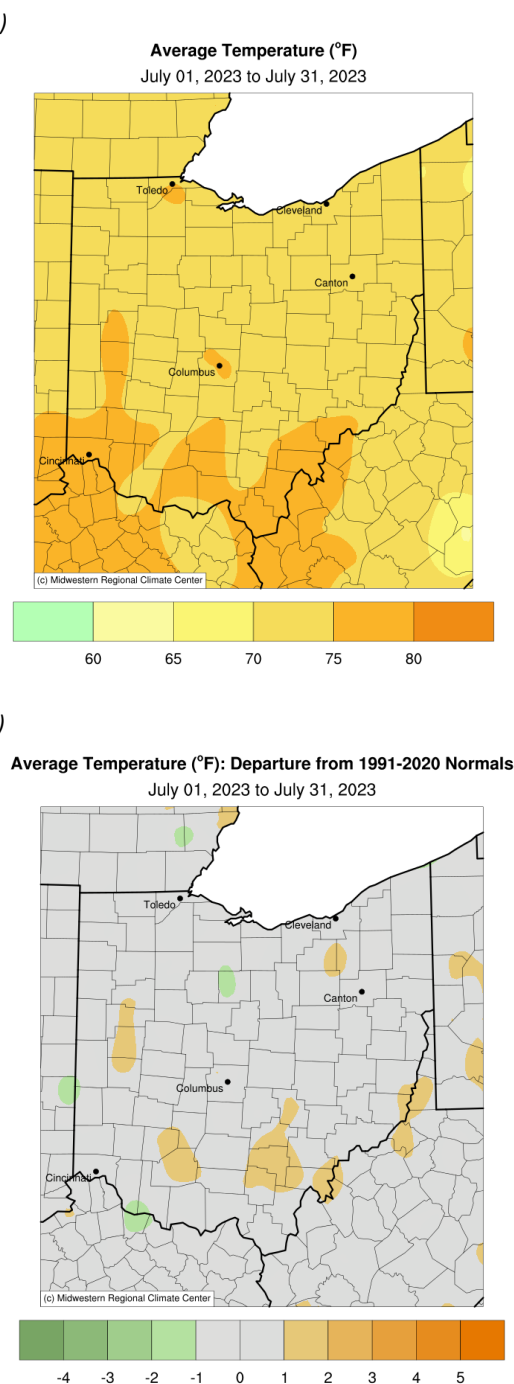 )
Average Temperature (°F)
July 01, 2023 to July 31, 2023
Toledo
Cleveland
Canton
Columbus
Cincinnati
(c) Midwestern Regional Climate Center
60 65 70 75 80
)
Average Temperature (°F): Departure from 1991-2020 Normals
July 01, 2023 to July 31, 2023
Toledo
Cleveland
Canton
Columbus
Cincinnati
(c) Midwestern Regional Climate Center
-4 -3 -2 -1 0 1 2 3 4 5